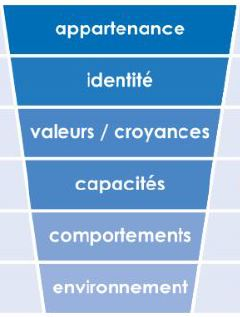 appartenance
identité
valeurs / croyances
capacités
comportements
environnement